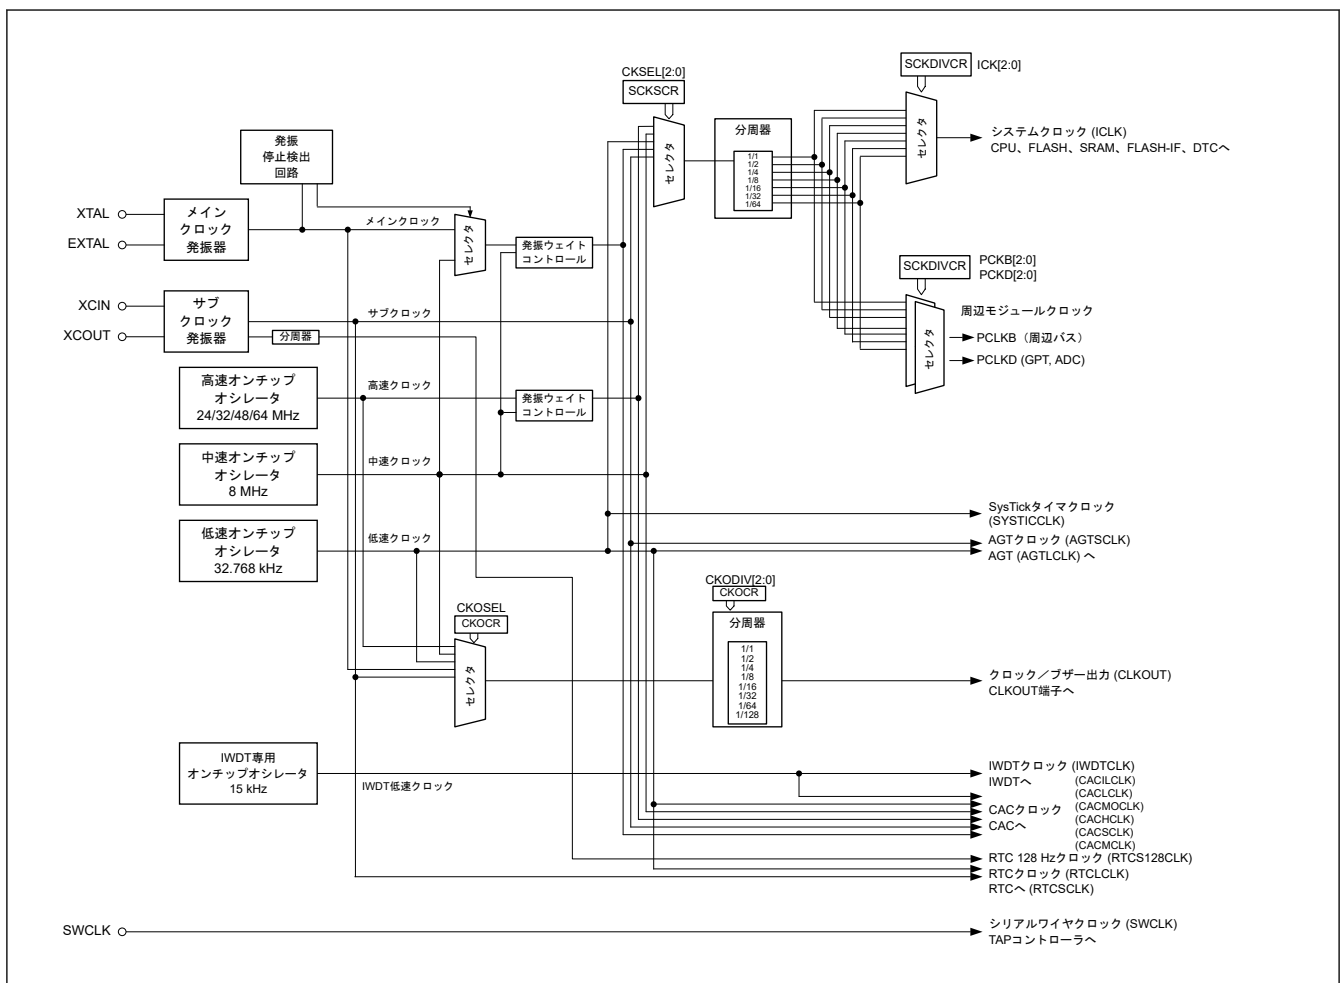 SCKDIVCR ICK[2:0]
CKSEL[2:0]
SCKSCR
セレクタ
分周器
1/1
1/2
1/4
1/8
1/16
1/32
1/64
セレクタ
システムクロック (ICLK)
CPU、FLASH、SRAM、FLASH-IF、DTCへ
発振
停止検出
回路
XTAL
EXTAL
メイン
クロック
発振器
メインクロック
セレクタ
発振ウェイト
コントロール
SCKDIVCR
PCKB[2:0]
PCKD[2:0]
セレクタ
周辺モジュールクロック
PCLKB（周辺バス）
PCLKD (GPT, ADC)
XCIN
XCOUT
サブ
クロック
発振器
サブクロック
分周器
高速オンチップ
オシレータ
24/32/48/64 MHz
高速クロック
発振ウェイト
コントロール
中速オンチップ
オシレータ
8 MHz
中速クロック
低速オンチップ
オシレータ
32.768 kHz
低速クロック
SysTickタイマクロック
(SYSTICCLK)
AGTクロック (AGTSCLK)
AGT (AGTLCLK) へ
CKOSEL
CKOCR
セレクタ
CKODIV[2:0]
CKOCR
分周器
1/1
1/2
1/4
1/8
1/16
1/32
1/64
1/128
クロック／ブザー出力 (CLKOUT)
CLKOUT端子へ
IWDT専用
オンチップオシレータ
15 kHz
IWDT低速クロック
IWDTクロック (IWDTCLK)
IWDTへ
(CACILCLK)
(CACLCLK)
CACクロック
(CACMOCLK)
(CACHCLK)
CACへ
(CACSCLK)
(CACMCLK)
RTC 128 Hzクロック (RTCS128CLK)
RTCクロック (RTCLCLK)
RTCへ (RTCSCLK)
SWCLK
シリアルワイヤクロック (SWCLK)
TAPコントローラへ